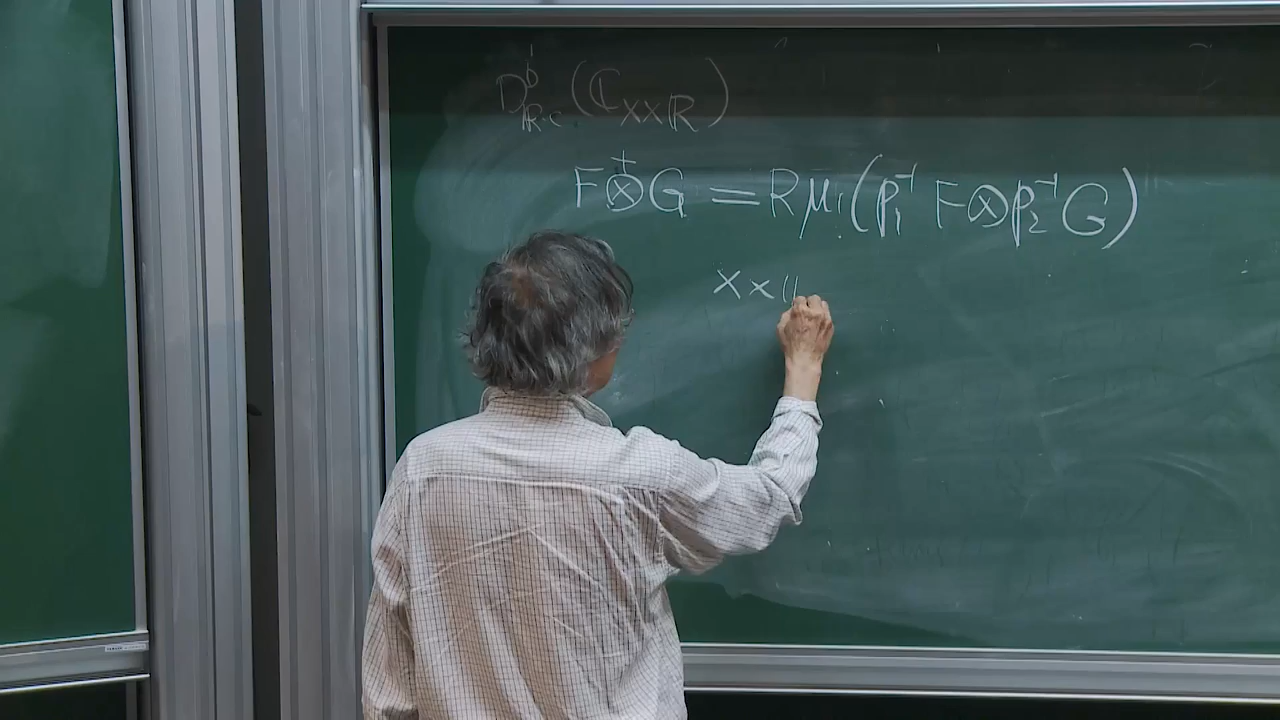 D^b_{ℝ-c}(ℂ_{X×ℝ})
F ⊗^+ G = Rμ_!(p_1^{-1} F ⊗ p_2^{-1} G)
X ×